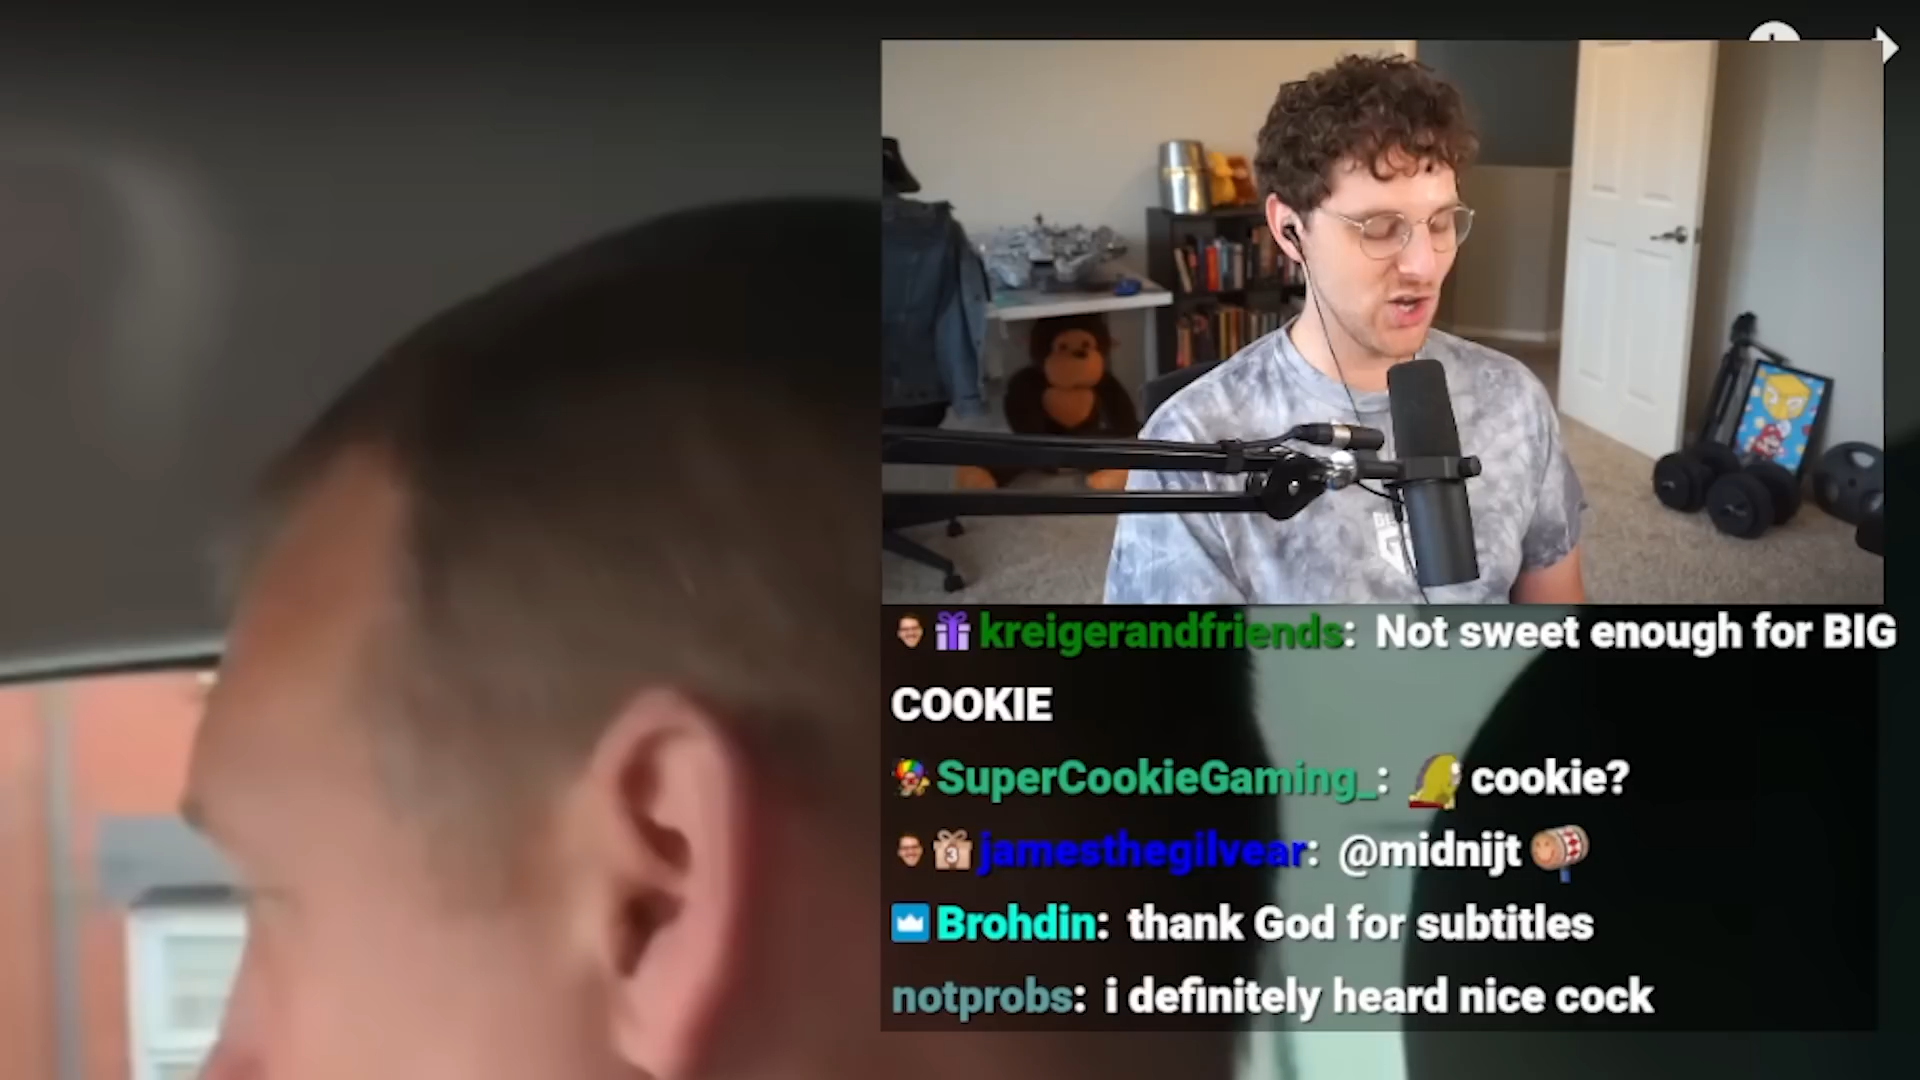 kreigerandfriends: Not sweet enough for BIG
COOKIE
SuperCookieGaming_: cookie?
3 jamesthegilvear: @midnijt
Brohdin: thank God for subtitles
notprobs: i definitely heard nice cock